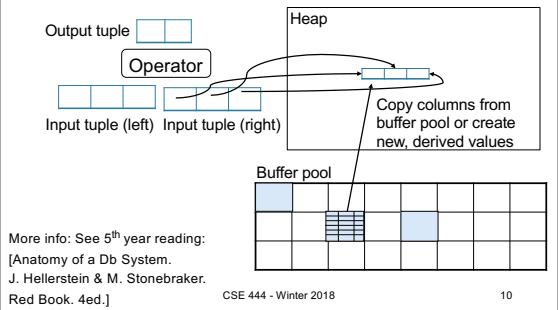 Heap
Output tuple
Operator
Input tuple (left) Input tuple (right)
Copy columns from
buffer pool or create
new, derived values
Buffer pool
More info: See 5th year reading:
[Anatomy of a Db System.
J. Hellerstein & M. Stonebraker.
Red Book. 4ed.]
CSE 444 - Winter 2018 10